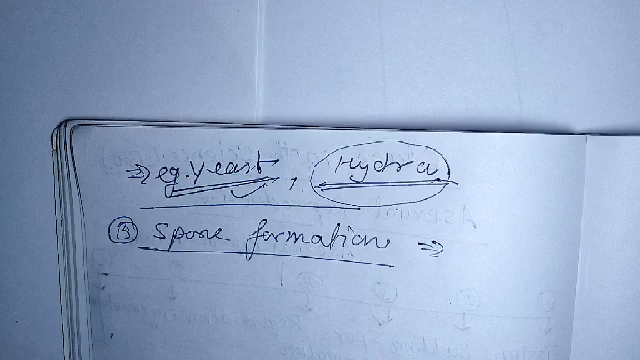 ⇒ eg. Yeast, Hydra
③ Spore formation ⇒